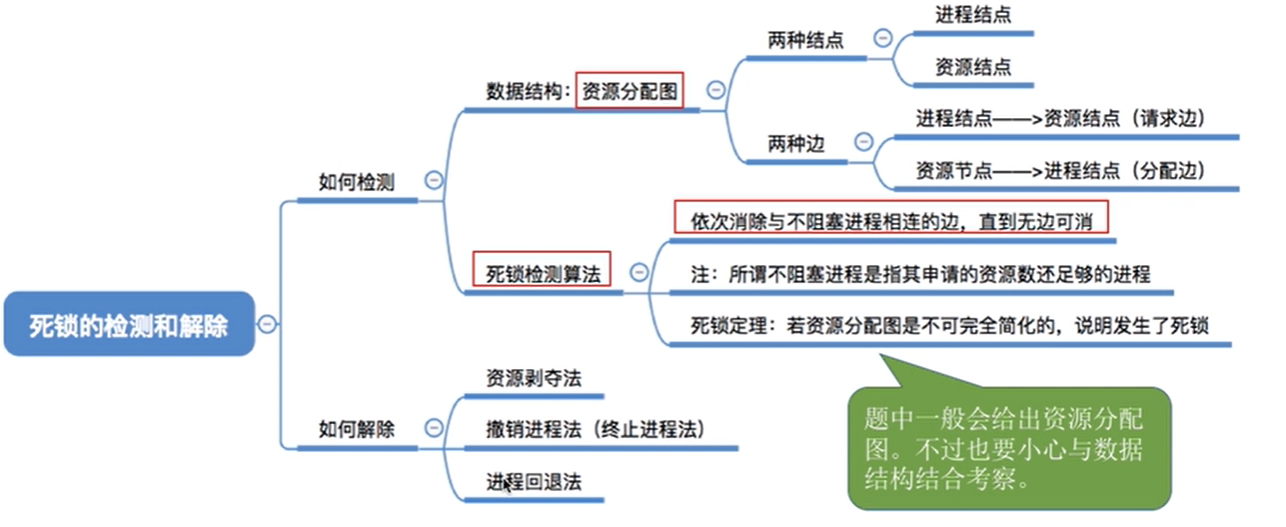 死锁的检测和解除
如何检测
数据结构：资源分配图
两种结点
进程结点
资源结点
两种边
进程结点——>资源结点（请求边）
资源节点——>进程结点（分配边）
死锁检测算法
依次消除与不阻塞进程相连的边，直到无边可消
注：所谓不阻塞进程是指其申请的资源数还足够的进程
死锁定理：若资源分配图是不可完全简化的，说明发生了死锁
如何解除
资源剥夺法
撤销进程法（终止进程法）
进程回退法
题中一般会给出资源分配
图。不过也要小心与数据
结构结合考察。